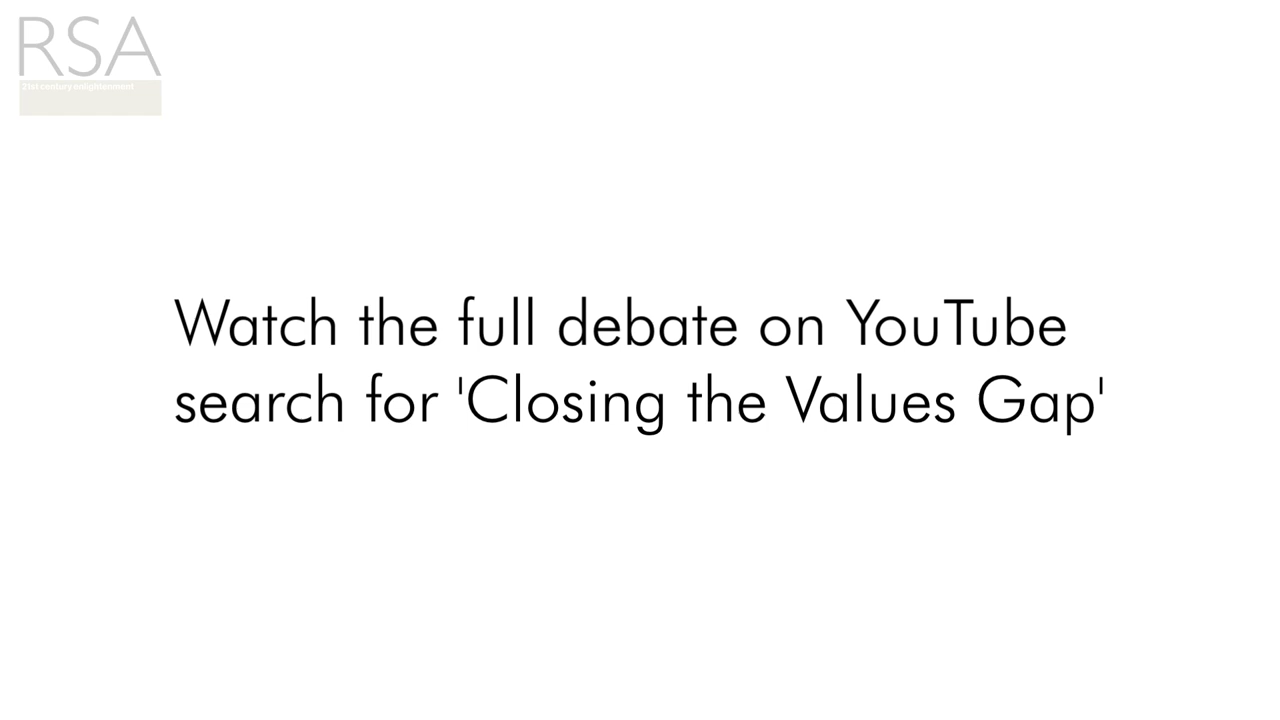 RSA
21st century enlightenment
Watch the full debate on YouTube
search for 'Closing the Values Gap'